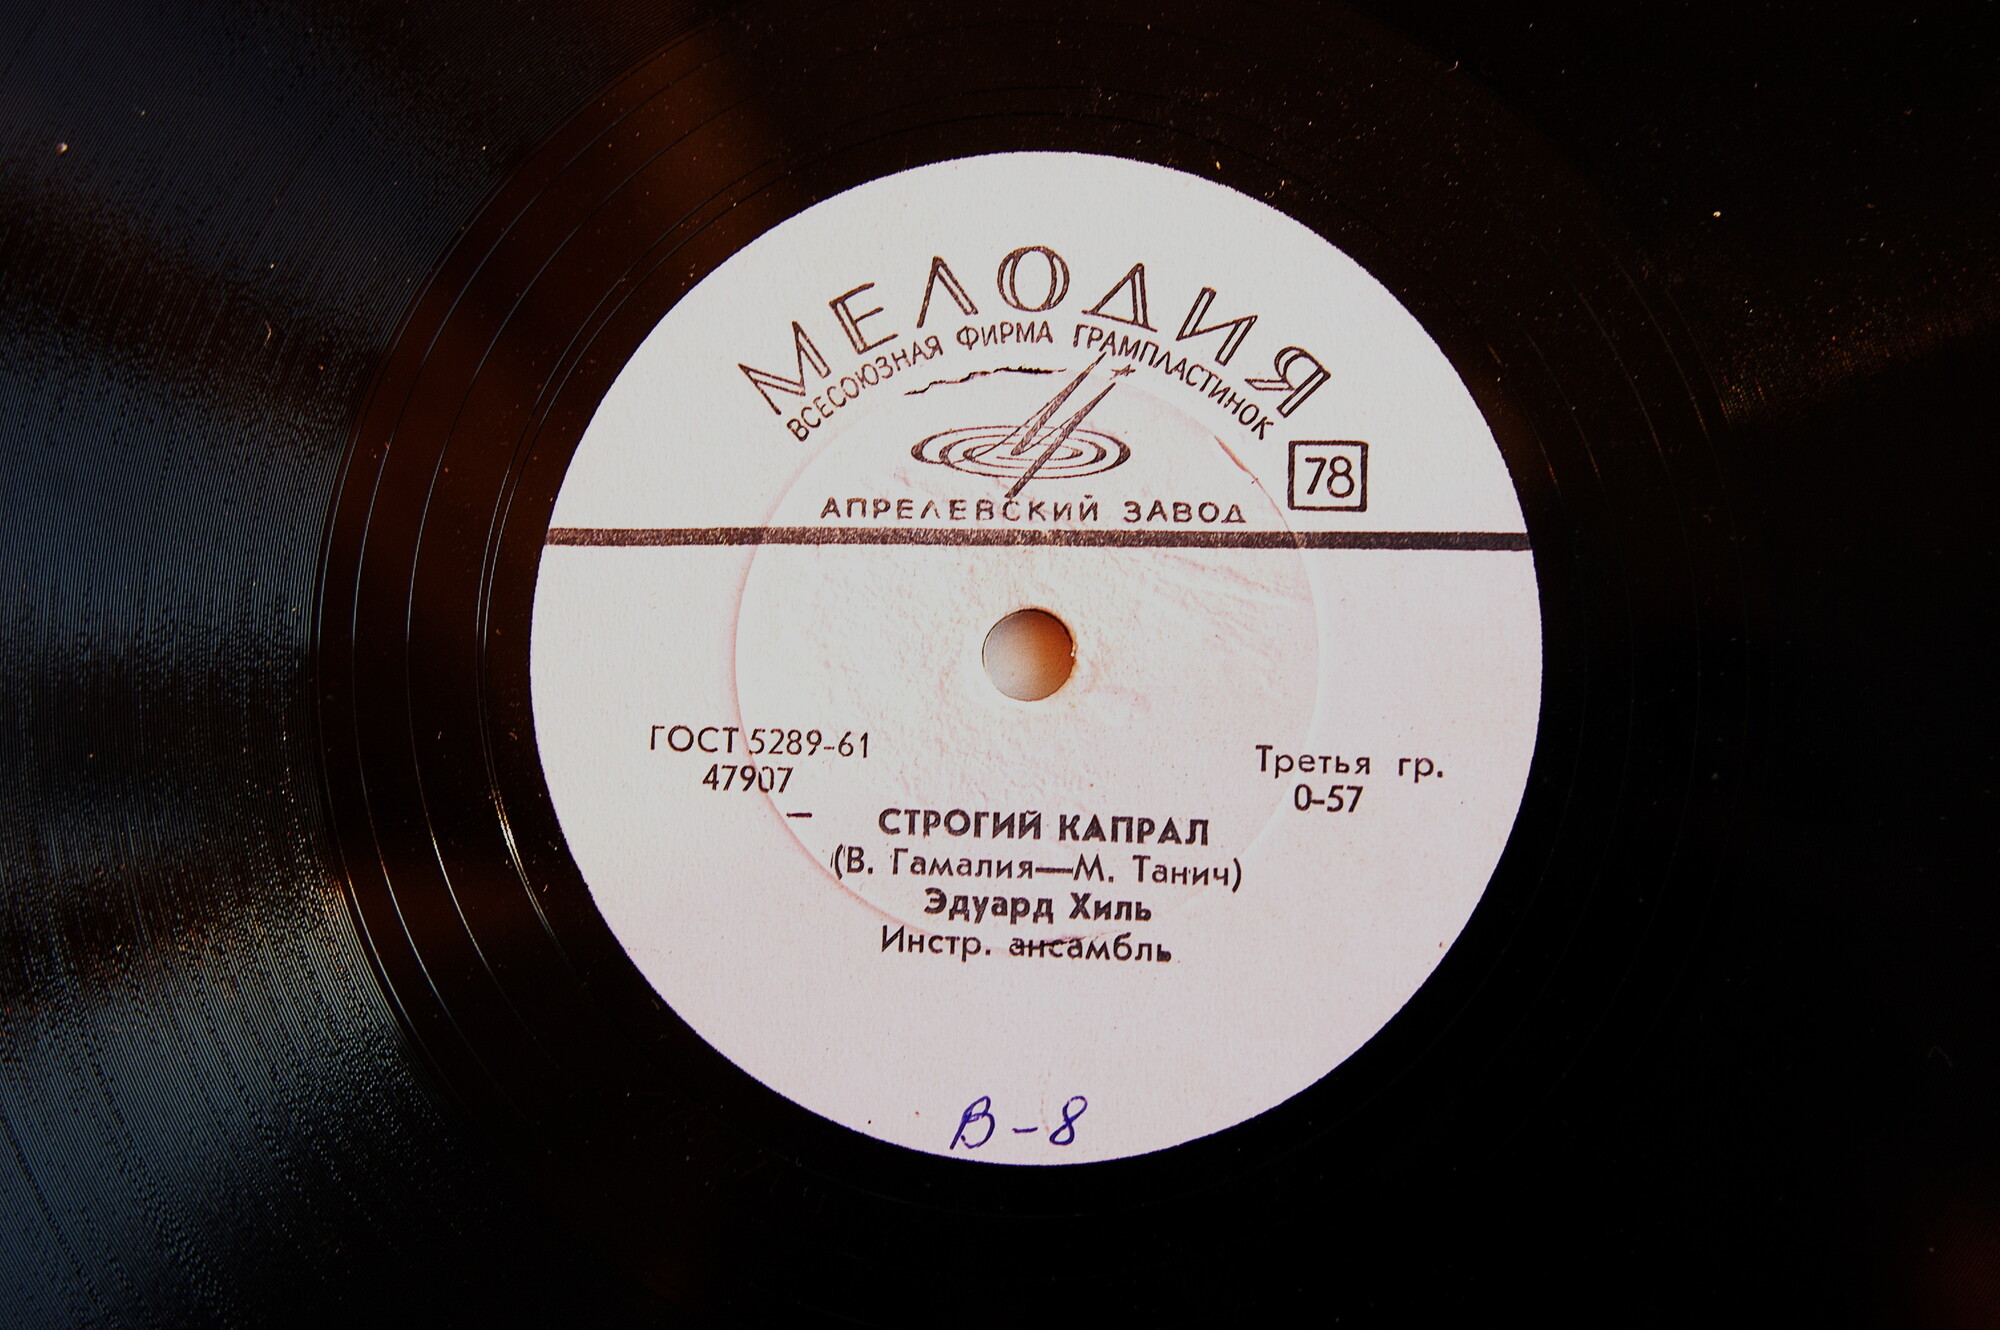 МЕЛОДИЯ
ВСЕСОЮЗНАЯ ФИРМА ГРАМПЛАСТИНОК
78
АПРЕЛЕВСКИЙ ЗАВОД
ГОСТ 5289-61
47907
Третья гр.
0-57
СТРОГИЙ КАПРАЛ
(В. Гамалия—М. Танич)
Эдуард Хиль
Инстр. ансамбль
В-8